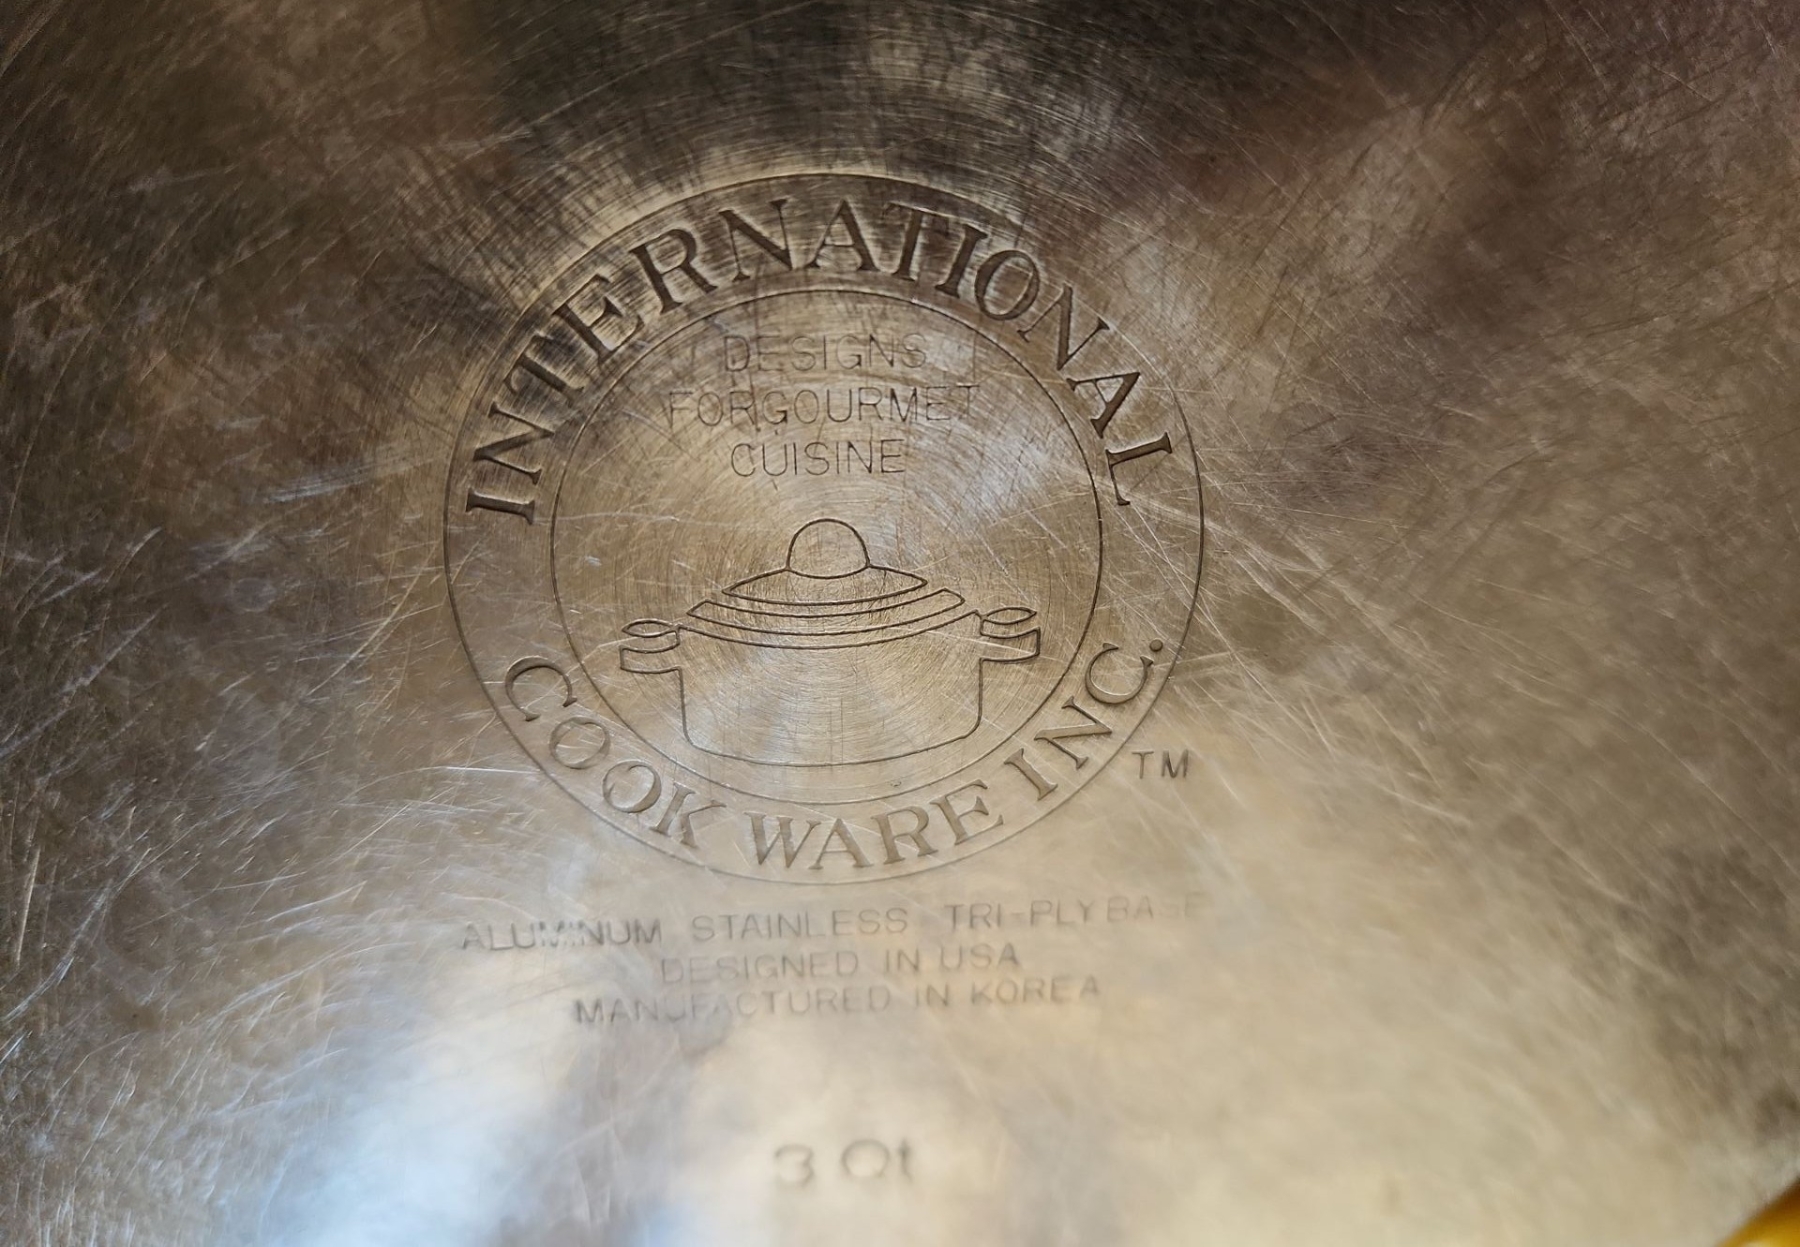 INTERNATIONAL
DESIGNS
FORGOURMET
CUISINE
COOK WARE INC.
TM
ALUMINUM STAINLESS TRI-PLY BASE
DESIGNED IN USA
MANUFACTURED IN KOREA
3 Qt